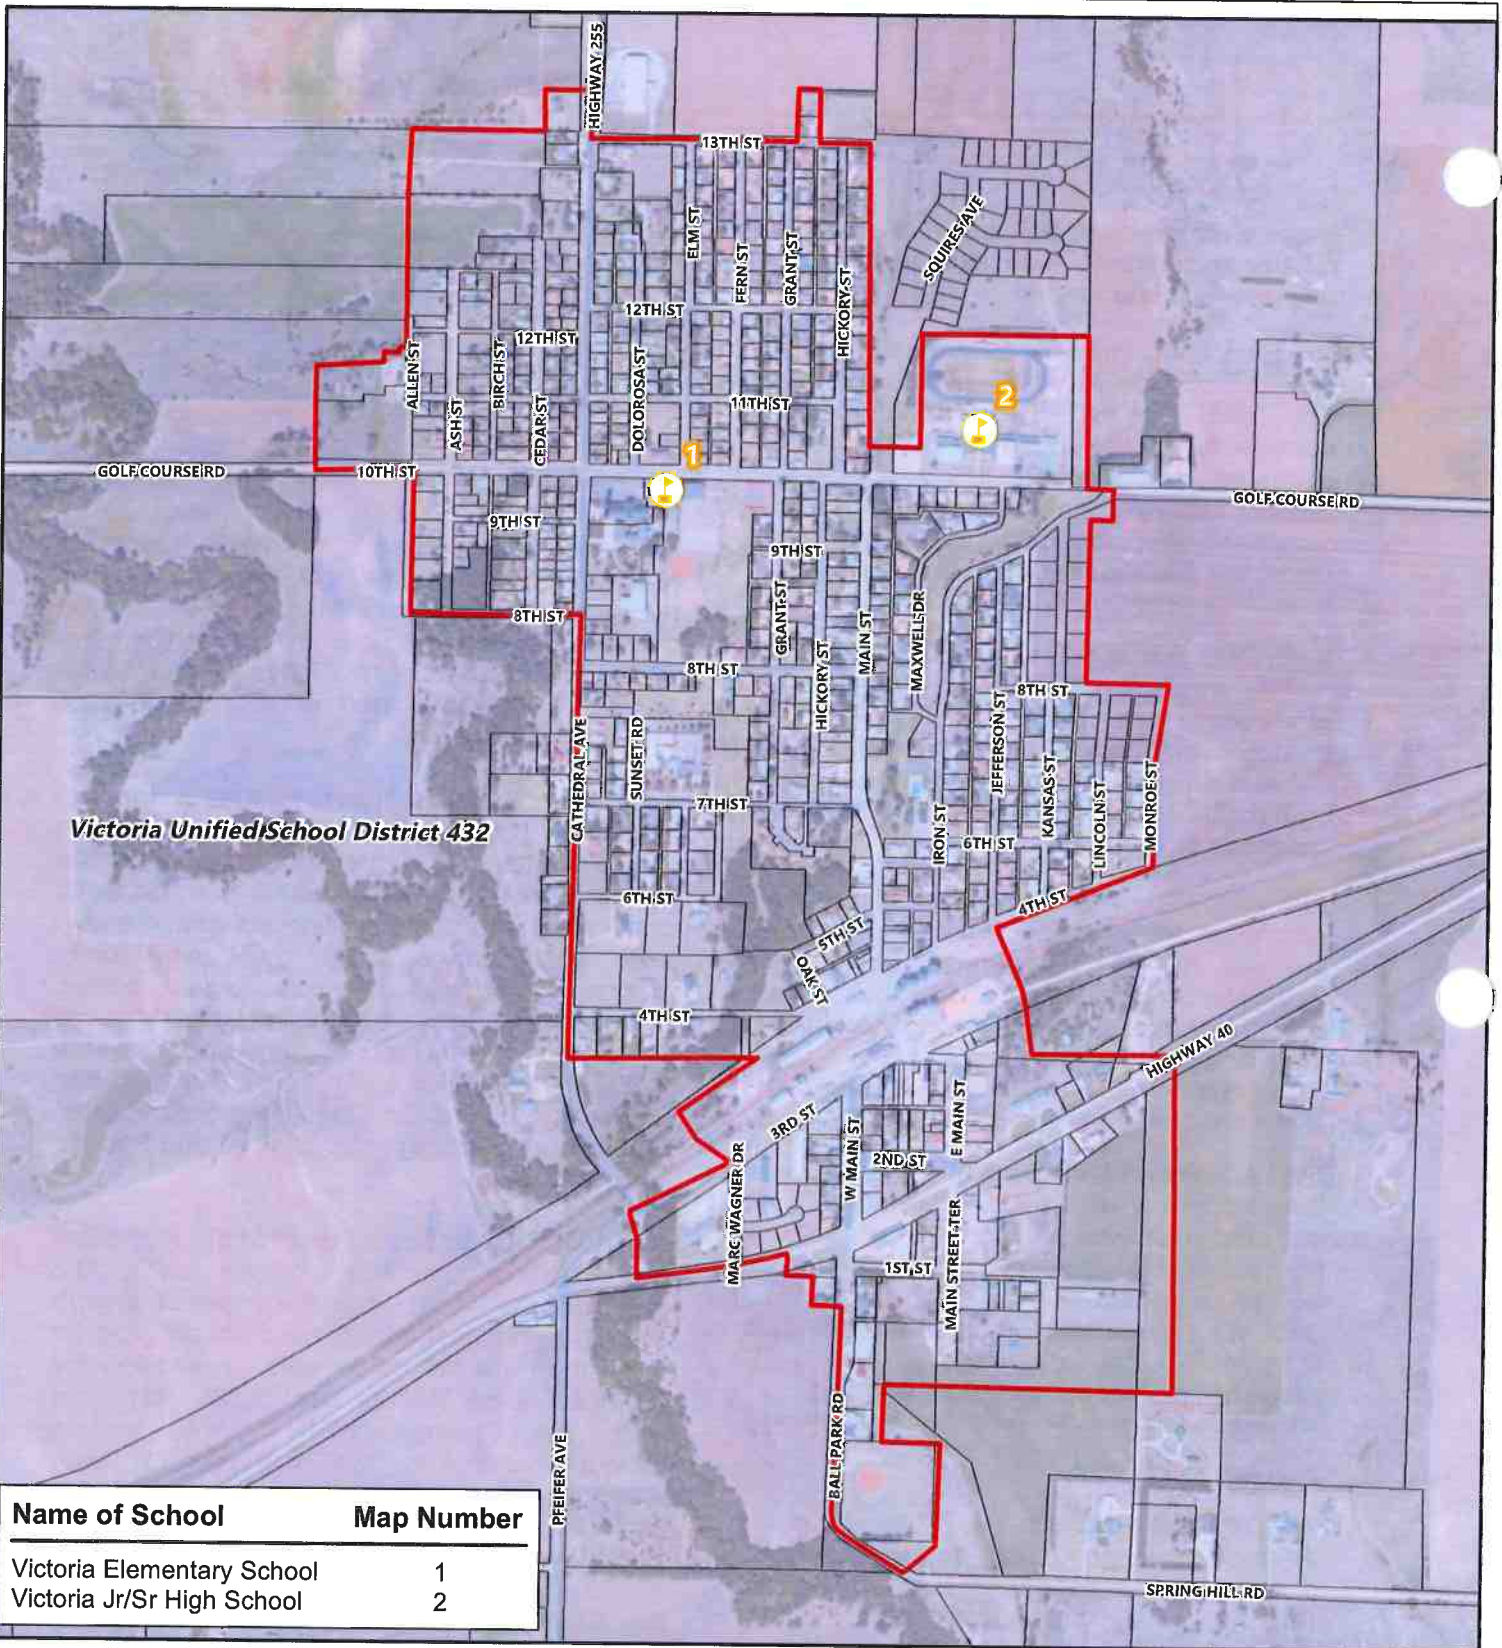 HIGHWAY 255
13TH ST
ELM ST
FERN ST
GRANT ST
HICKORY ST
SQUIRES AVE
12TH ST
12TH ST
ALLEN ST
ASH ST
BIRCH ST
CEDAR ST
DOLOROSA ST
11TH ST
2
1
GOLF COURSE RD
10TH ST
GOLF COURSE RD
9TH ST
9TH ST
GRANT ST
HICKORY ST
MAIN ST
MAXWELL DR
8TH ST
8TH ST
8TH ST
CATHEDRAL AVE
SUNSET RD
JEFFERSON ST
KANSAS ST
LINCOLN ST
MONROE ST
7TH ST
IRON ST
Victoria Unified School District 432
6TH ST
6TH ST
4TH ST
5TH ST
OAK ST
4TH ST
HIGHWAY 40
3RD ST
E MAIN ST
W MAIN ST
2ND ST
MARC WAGNER DR
MAIN STREET TER
1ST ST
BALL PARK RD
PFEIFER AVE
SPRING HILL RD
Name of School Map Number
Victoria Elementary School 1
Victoria Jr/Sr High School 2